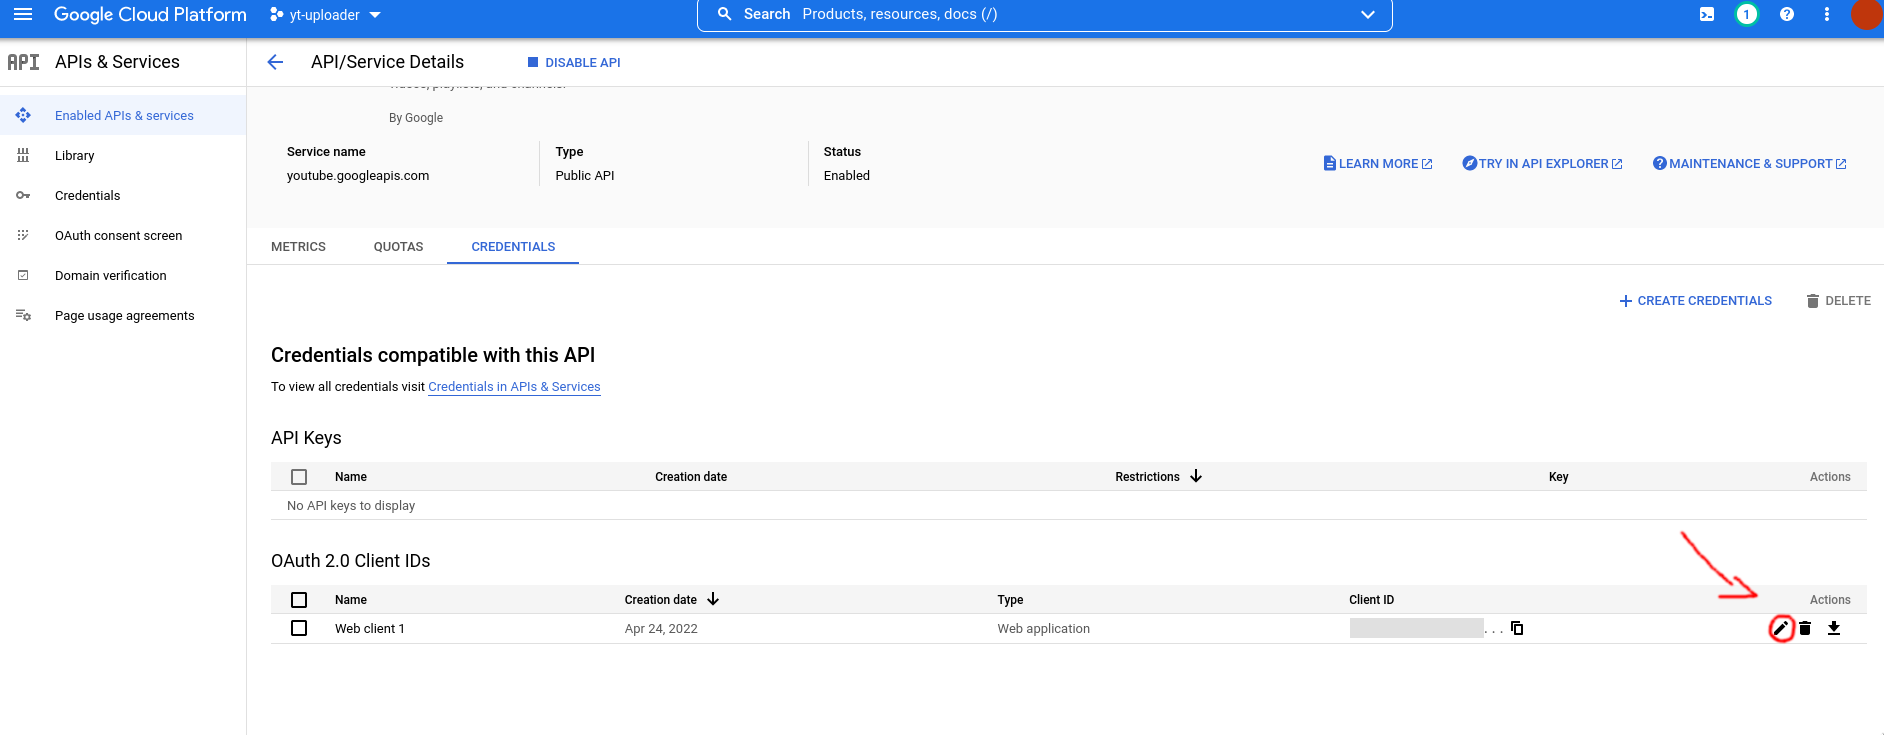 Google Cloud Platform
yt-uploader
Search Products, resources, docs (/)
1
API APIs & Services
API/Service Details
DISABLE API
Enabled APIs & services
Library
Credentials
OAuth consent screen
Domain verification
Page usage agreements
videos, playlists, and channels.
By Google
Service name Type Status
youtube.googleapis.com Public API Enabled
LEARN MORE TRY IN API EXPLORER MAINTENANCE & SUPPORT
METRICS QUOTAS CREDENTIALS
CREATE CREDENTIALS DELETE
Credentials compatible with this API
To view all credentials visit Credentials in APIs & Services
API Keys
Name Creation date Restrictions Key Actions
No API keys to display
OAuth 2.0 Client IDs
Name Creation date Type Client ID Actions
Web client 1 Apr 24, 2022 Web application ...